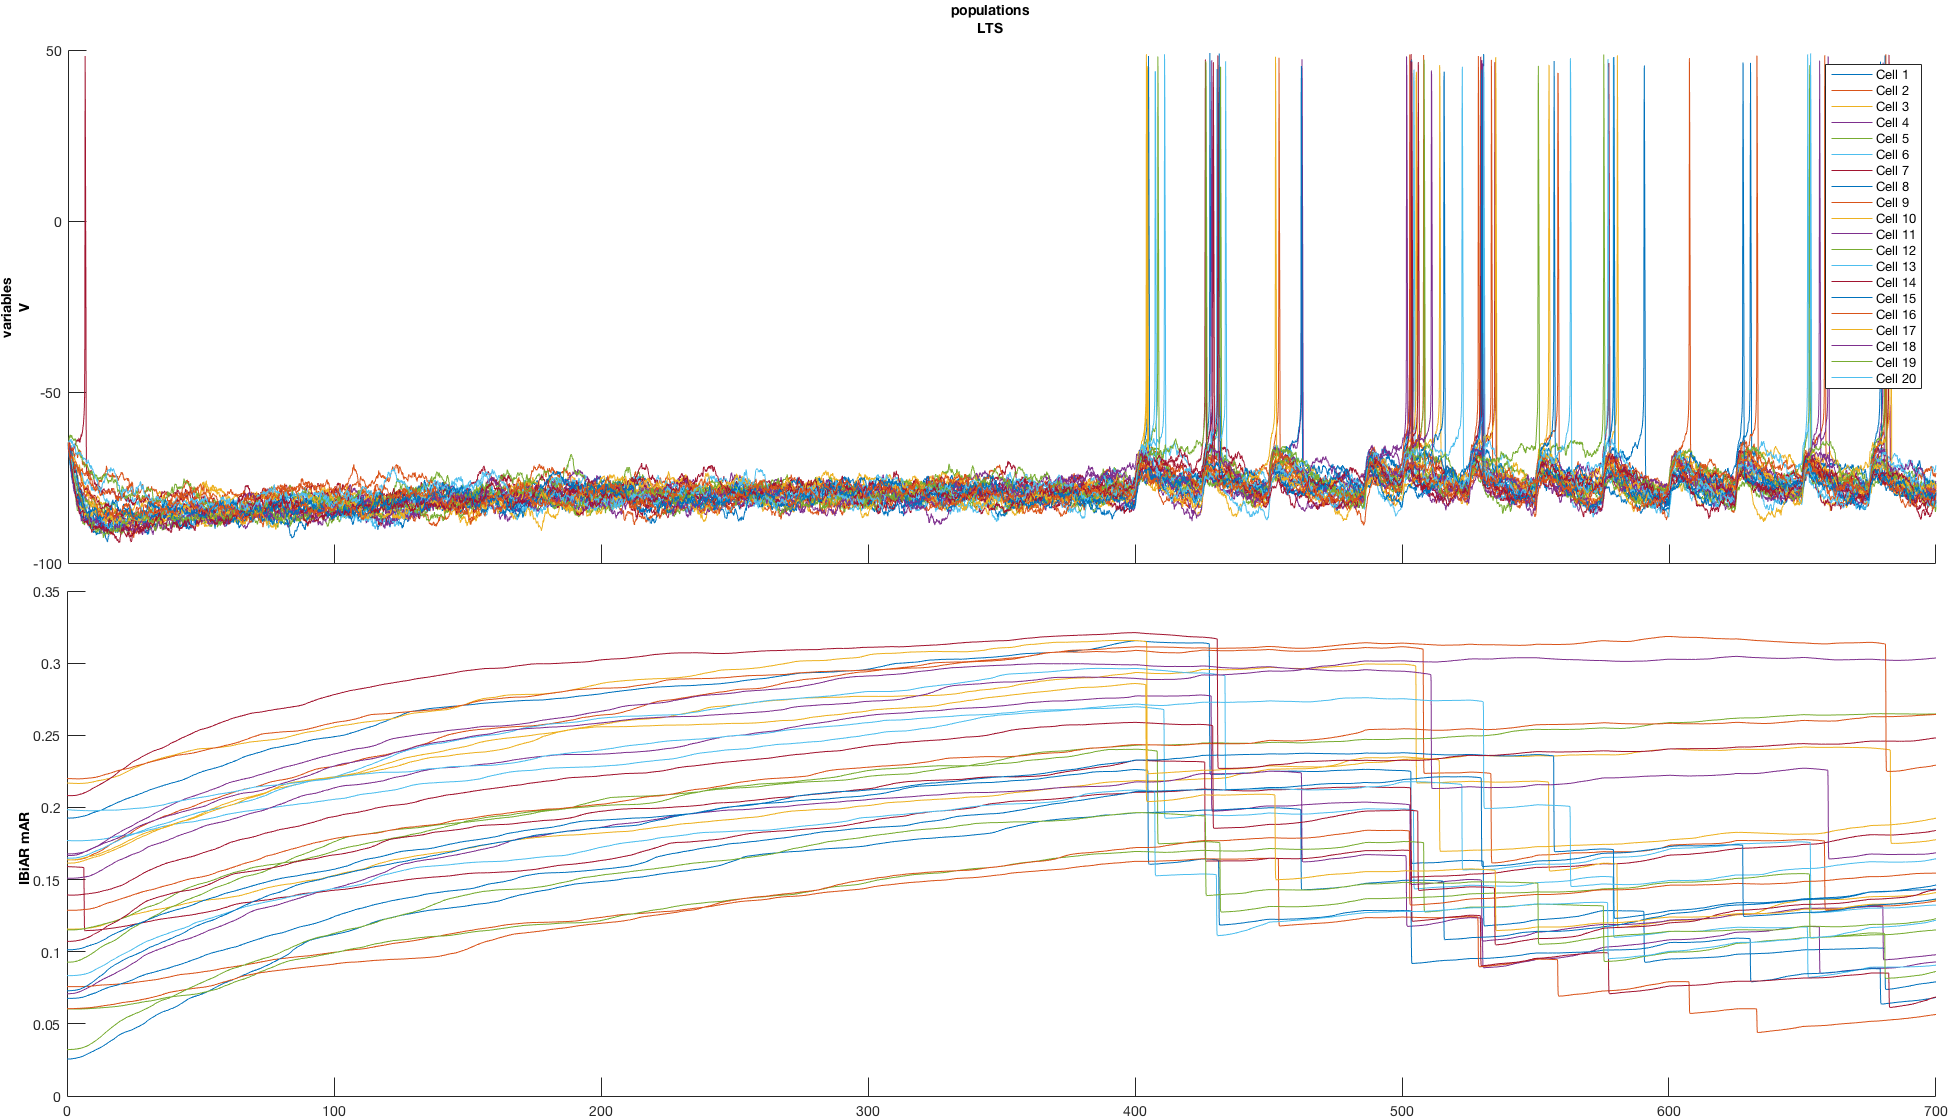 populations
LTS
variables
V
50
0
-50
-100
Cell 1
Cell 2
Cell 3
Cell 4
Cell 5
Cell 6
Cell 7
Cell 8
Cell 9
Cell 10
Cell 11
Cell 12
Cell 13
Cell 14
Cell 15
Cell 16
Cell 17
Cell 18
Cell 19
Cell 20
IBiAR mAR
0.35
0.3
0.25
0.2
0.15
0.1
0.05
0
0 100 200 300 400 500 600 700